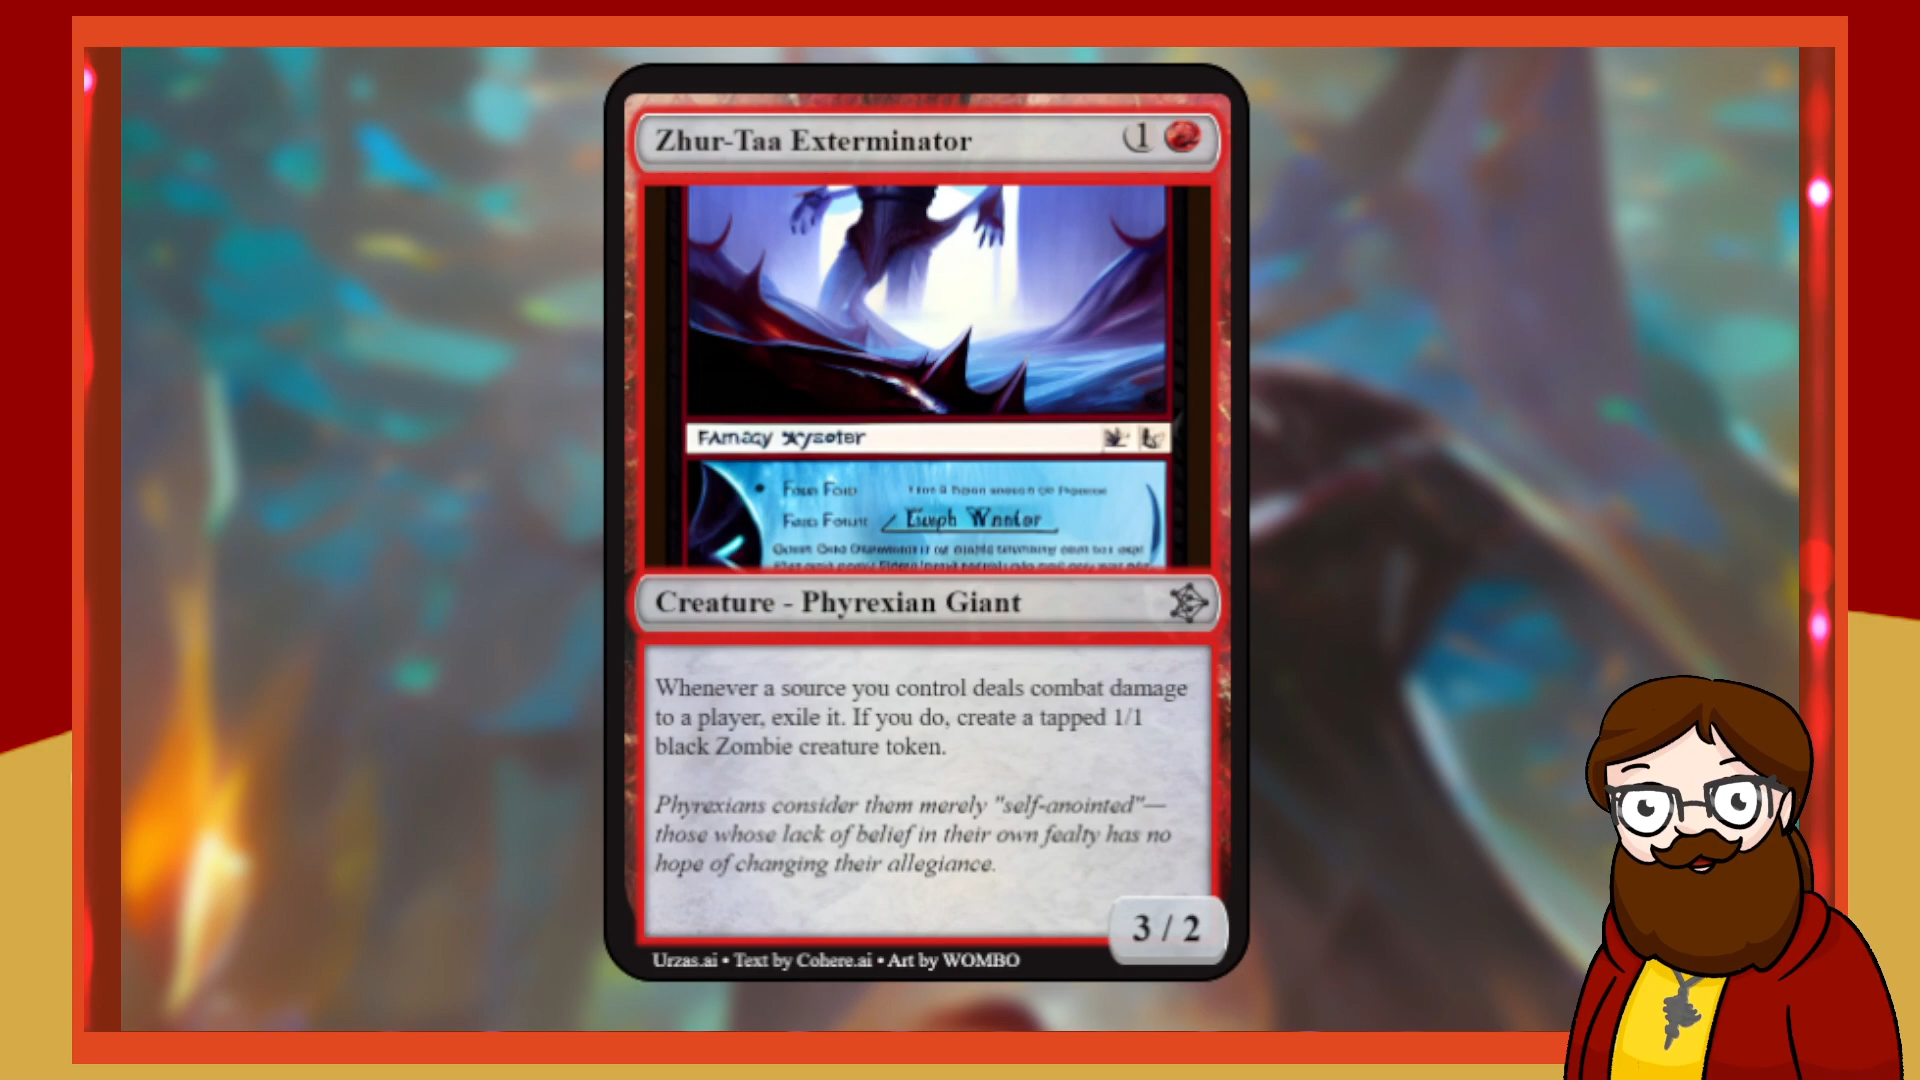 Zhur-Taa Exterminator 1
Creature - Phyrexian Giant
Whenever a source you control deals combat damage
to a player, exile it. If you do, create a tapped 1/1
black Zombie creature token.
Phyrexians consider them merely "self-anointed"—
those whose lack of belief in their own fealty has no
hope of changing their allegiance.
3 / 2
Urzas.ai • Text by Cohere.ai • Art by WOMBO